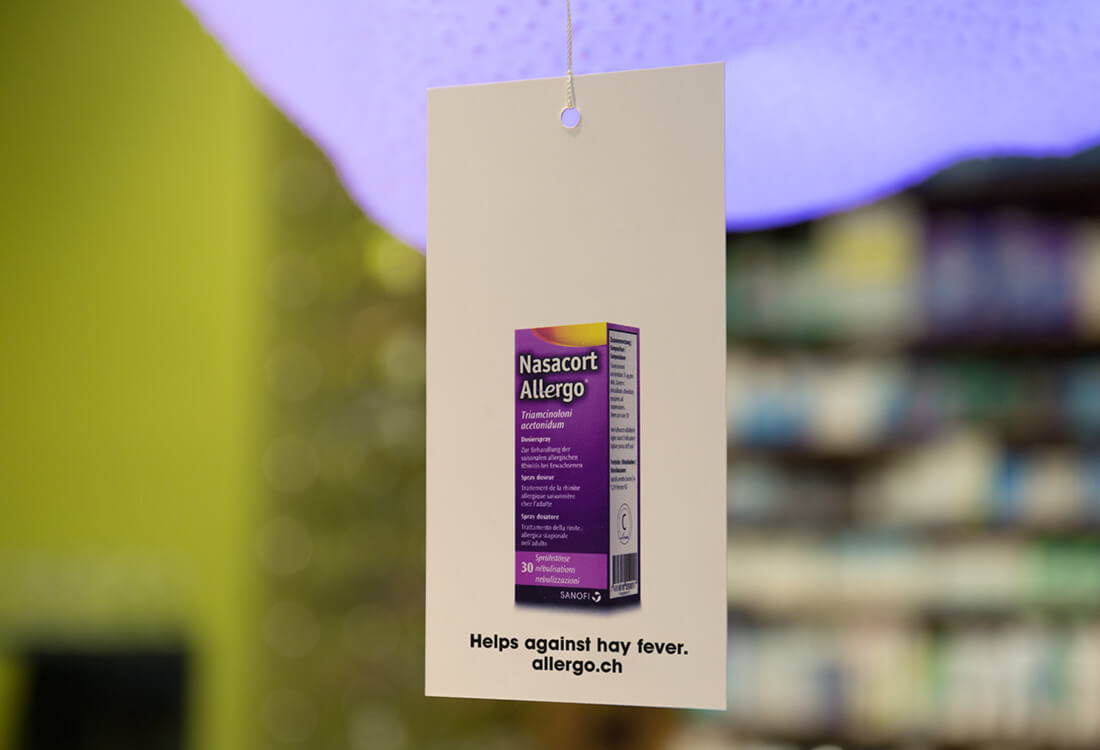 Nasacort
Allergo®
Triamcinoloni
acetonidum
Dosierspray
Zur Behandlung der
saisonalen allergischen
Rhinitis bei Erwachsenen
Spray doseur
Traitement de la rhinite
allergique saisonnière
chez l'adulte
Spray dosatore
Trattamento della rinite
allergica stagionale
nell'adulto
30
Sprühstösse
nébulisations
nebulizzazioni
SANOFI
C
Helps against hay fever.
allergo.ch